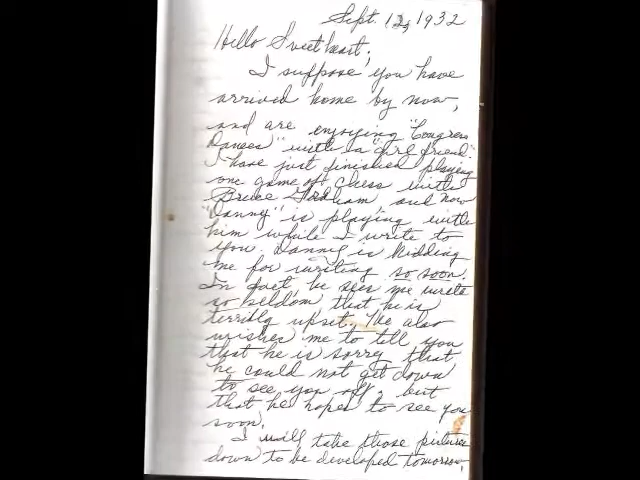 Sept. 12, 1932
Hello Sweetheart;
I suppose you have
arrived home by now,
and are enjoying "Congress
Dances" with a "girl friend".
I have just finished playing
one game of chess with
Bruce Graham, and now
"Danny" is playing with
him while I write to
you. Danny is kidding
me for writing so soon.
In fact, he sees me write
so seldom that he is
terribly upset. He also
wishes me to tell you
that he is sorry that
he could not get down
to see you off, but
that he hopes to see you
soon.
I will take those pictures
down to be developed tomorrow,